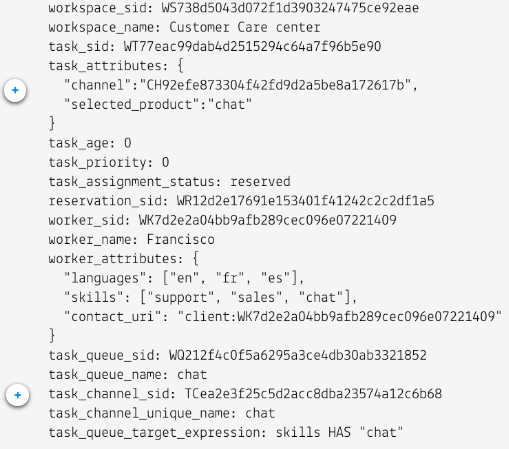 workspace_sid: WS738d5043d072f1d3903247475ce92eae
workspace_name: Customer Care center
task_sid: WT77eac99dab4d2515294c64a7f96b5e90
task_attributes: {
"channel":"CH92efe873304f42fd9d2a5be8a172617b",
"selected_product":"chat"
}
task_age: 0
task_priority: 0
task_assignment_status: reserved
reservation_sid: WR12d2e17691e153401f41242c2c2df1a5
worker_sid: WK7d2e2a04bb9afb289cec096e07221409
worker_name: Francisco
worker_attributes: {
"languages": ["en", "fr", "es"],
"skills": ["support", "sales", "chat"],
"contact_uri": "client:WK7d2e2a04bb9afb289cec096e07221409"
}
task_queue_sid: WQ212f4c0f5a6295a3ce4db30ab3321852
task_queue_name: chat
task_channel_sid: TCea2e3f25c5d2acc8dba23574a12c6b68
task_channel_unique_name: chat
task_queue_target_expression: skills HAS "chat"